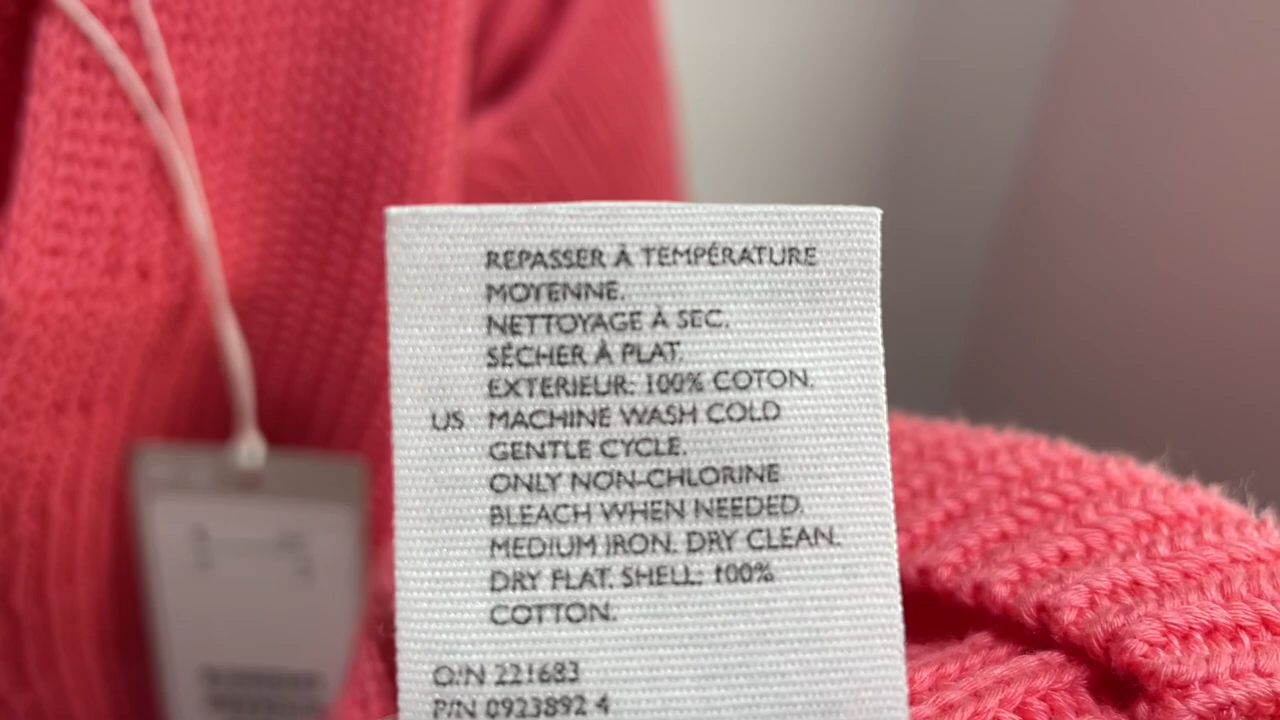 REPASSER À TEMPÉRATURE
MOYENNE.
NETTOYAGE À SEC.
SÉCHER À PLAT.
EXTERIEUR: 100% COTON.
US MACHINE WASH COLD
GENTLE CYCLE.
ONLY NON-CHLORINE
BLEACH WHEN NEEDED.
MEDIUM IRON. DRY CLEAN.
DRY FLAT. SHELL: 100%
COTTON.
O/N 221683
P/N 0923892 4